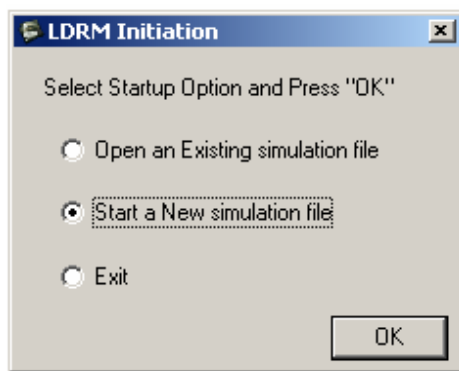 LDRM Initiation
Select Startup Option and Press "OK"
Open an Existing simulation file
Start a New simulation file
Exit
OK